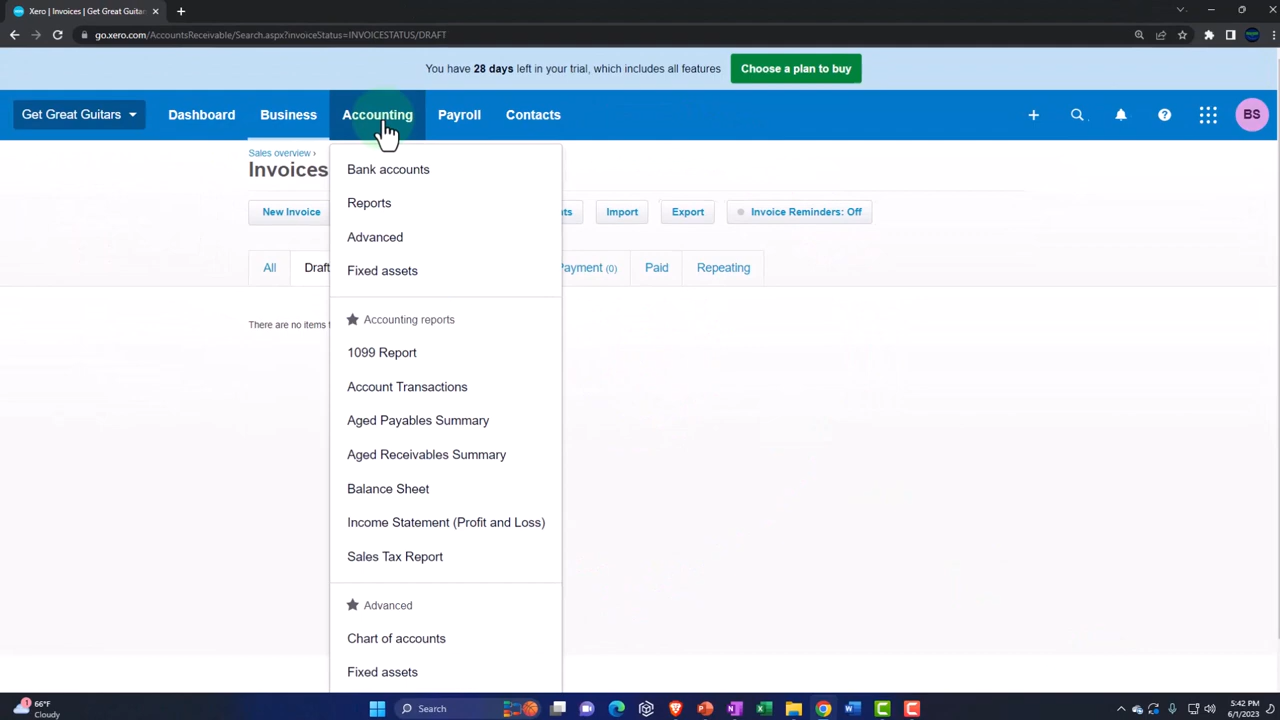 Xero | Invoices | Get Great Guitar
go.xero.com/AccountsReceivable/Search.aspx?invoiceStatus=INVOICESTATUS/DRAFT
You have 28 days left in your trial, which includes all features
Choose a plan to buy
Get Great Guitars
Dashboard
Business
Accounting
Payroll
Contacts
BS
Sales overview ›
Invoices
New Invoice
nts
Import
Export
Invoice Reminders: Off
All
Draft
Payment (0)
Paid
Repeating
There are no items t
Bank accounts
Reports
Advanced
Fixed assets
Accounting reports
1099 Report
Account Transactions
Aged Payables Summary
Aged Receivables Summary
Balance Sheet
Income Statement (Profit and Loss)
Sales Tax Report
Advanced
Chart of accounts
Fixed assets
66°F
Cloudy
Search
5:42 PM
6/1/2023